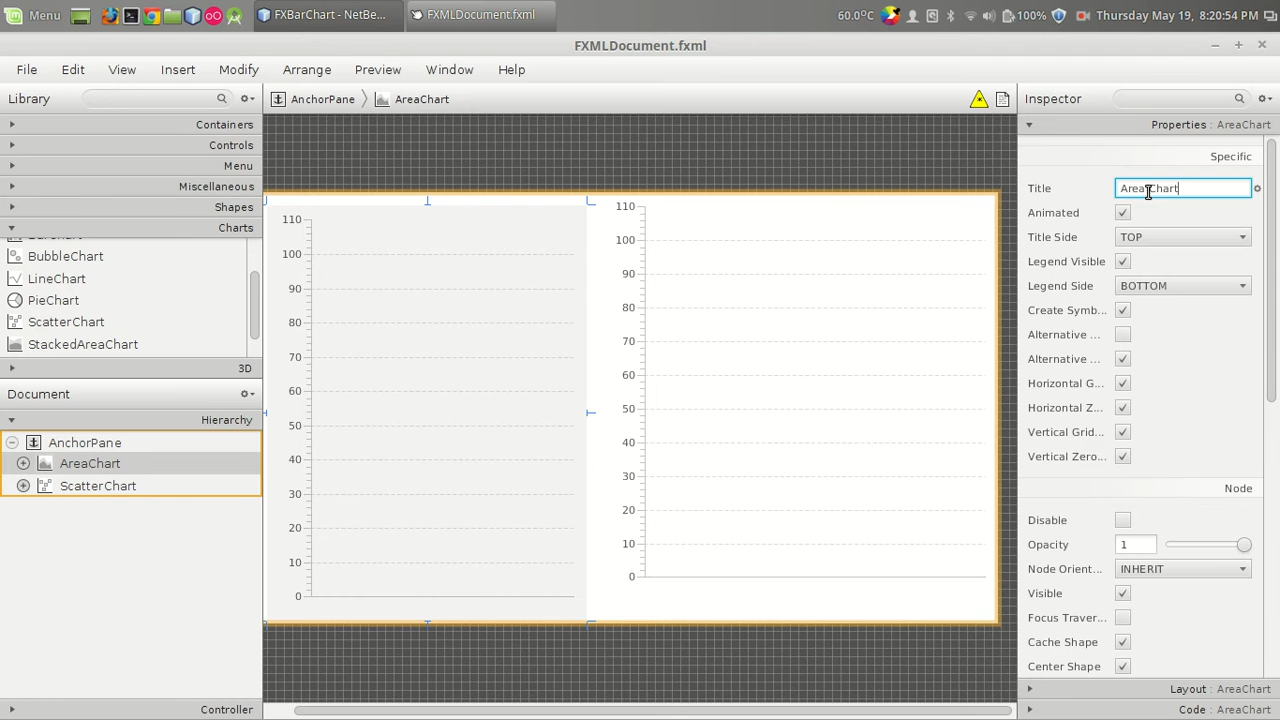 Menu
FXBarChart - NetBe...
FXMLDocument.fxml
60.0°C
100%
Thursday May 19, 8:20:54 PM
FXMLDocument.fxml
File Edit View Insert Modify Arrange Preview Window Help
Library
AnchorPane
AreaChart
Inspector
Containers
Controls
Menu
Miscellaneous
Shapes
Charts
BubbleChart
LineChart
PieChart
ScatterChart
StackedAreaChart
3D
Document
Hierarchy
AnchorPane
AreaChart
ScatterChart
Controller
110
100
90
80
70
60
50
40
30
20
10
0
110
100
90
80
70
60
50
40
30
20
10
0
Properties : AreaChart
Specific
Title AreaChart
Animated
Title Side TOP
Legend Visible
Legend Side BOTTOM
Create Symb...
Alternative ...
Alternative ...
Horizontal G...
Horizontal Z...
Vertical Grid...
Vertical Zero...
Node
Disable
Opacity 1
Node Orient... INHERIT
Visible
Focus Traver...
Cache Shape
Center Shape
Layout : AreaChart
Code : AreaChart